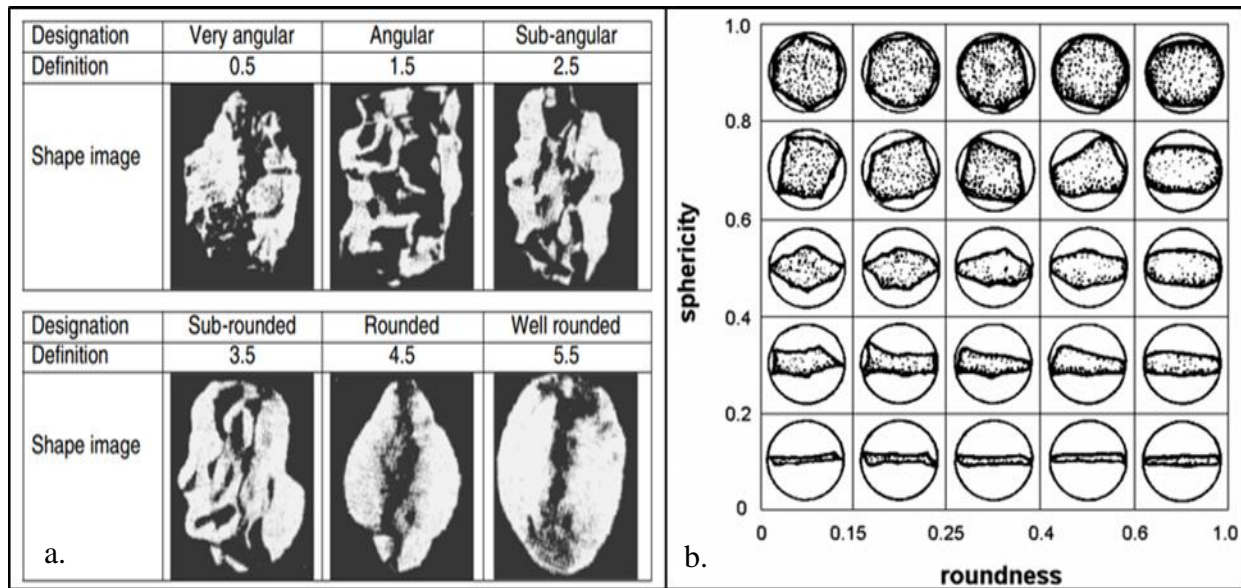 Designation Very angular Angular Sub-angular
Definition 0.5 1.5 2.5
Shape image
Designation Sub-rounded Rounded Well rounded
Definition 3.5 4.5 5.5
Shape image
a.
1.0
0.8
0.6
0.4
0.2
0
sphericity
0 0.15 0.25 0.4 0.6 1.0
roundness
b.